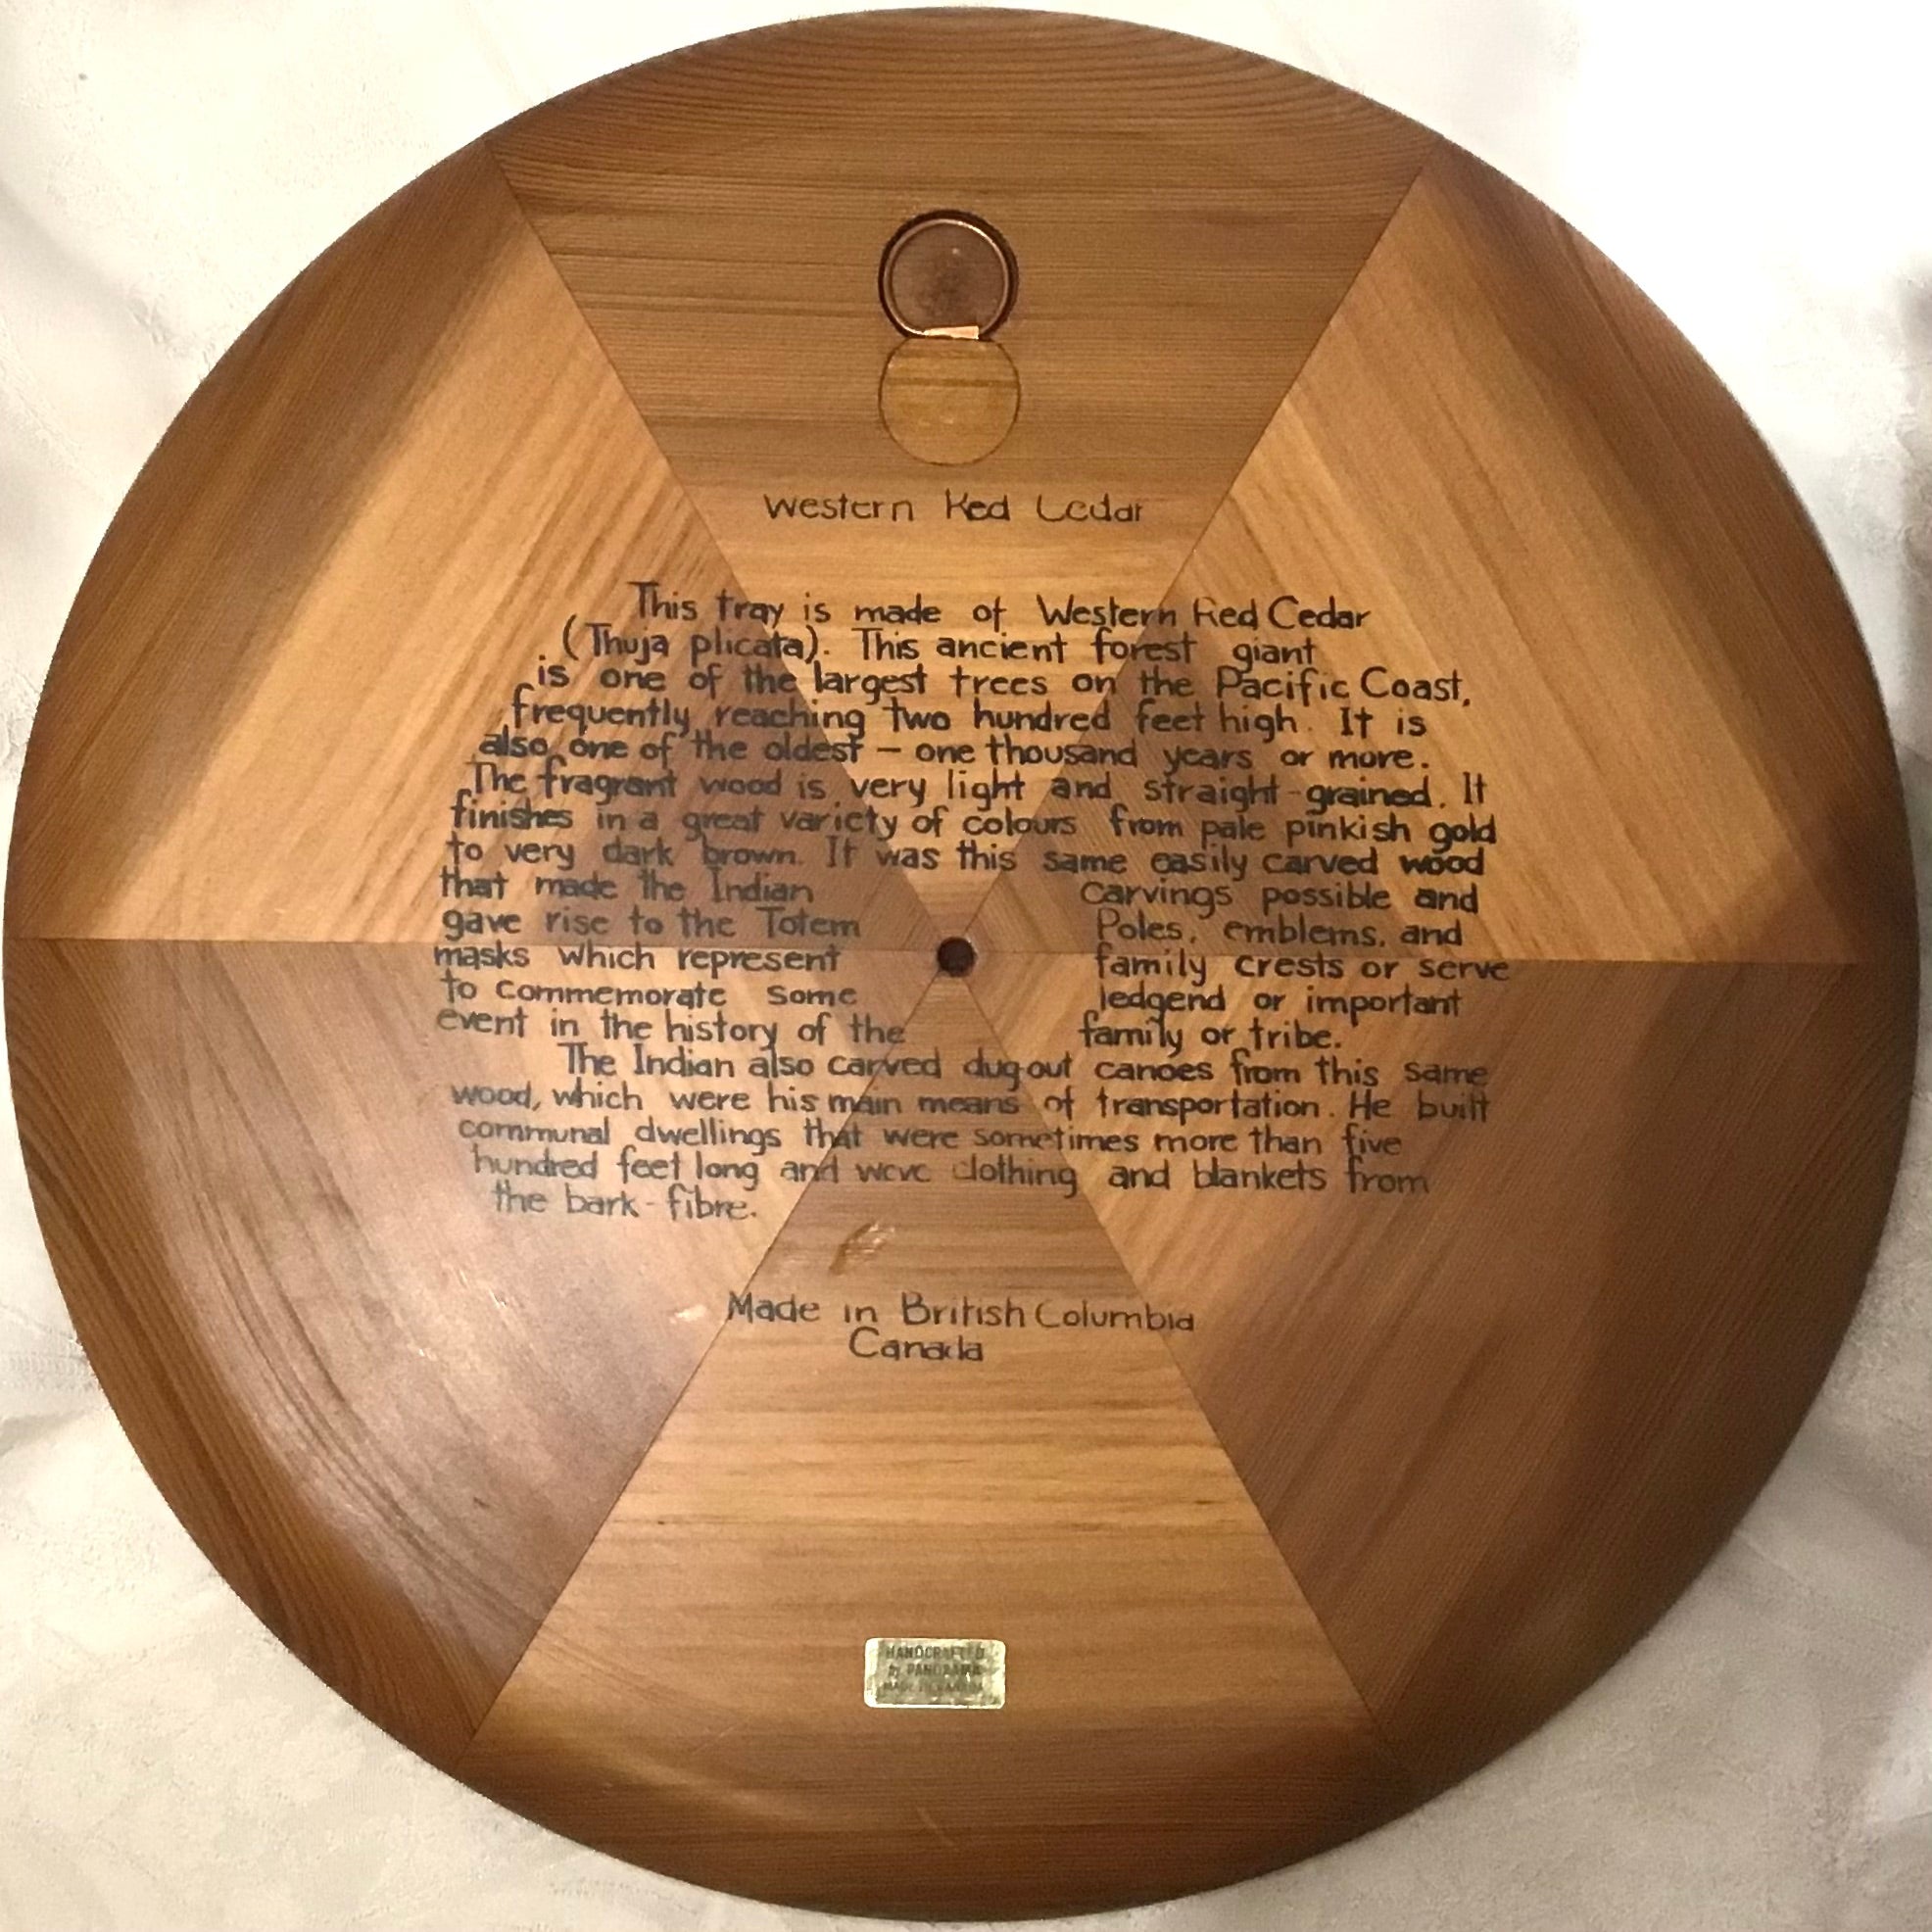 Western Red Cedar
This tray is made of Western Red Cedar
(Thuja plicata). This ancient forest giant
is one of the largest trees on the Pacific Coast,
frequently reaching two hundred feet high. It is
also one of the oldest – one thousand years or more.
The fragrant wood is very light and straight-grained. It
finishes in a great variety of colours from pale pinkish gold
to very dark brown. It was this same easily carved wood
that made the Indian carvings possible and
gave rise to the Totem Poles, emblems, and
masks which represent family crests or serve
to commemorate some ledgend or important
event in the history of the family or tribe.
The Indian also carved dugout canoes from this same
wood, which were his main means of transportation. He built
communal dwellings that were sometimes more than five
hundred feet long and wove clothing and blankets from
the bark-fibre.
Made in British Columbia
Canada
HANDCRAFTED
by PANORAMA
MADE IN CANADA